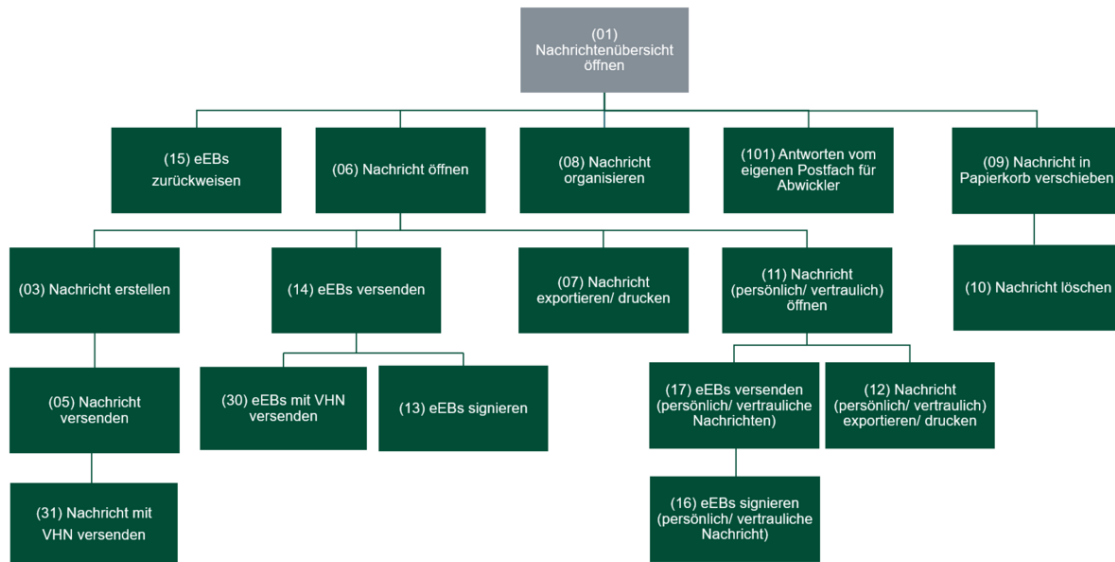 (01)
Nachrichtenübersicht
öffnen
(15) eEBs
zurückweisen
(06) Nachricht öffnen
(08) Nachricht
organisieren
(101) Antworten vom
eigenen Postfach für
Abwickler
(09) Nachricht in
Papierkorb verschieben
(03) Nachricht erstellen
(14) eEBs versenden
(07) Nachricht
exportieren/ drucken
(11) Nachricht
(persönlich/ vertraulich)
öffnen
(10) Nachricht löschen
(05) Nachricht
versenden
(30) eEBs mit VHN
versenden
(13) eEBs signieren
(17) eEBs versenden
(persönlich/ vertrauliche
Nachrichten)
(12) Nachricht
(persönlich/ vertraulich)
exportieren/ drucken
(31) Nachricht mit
VHN versenden
(16) eEBs signieren
(persönlich/ vertrauliche
Nachricht)